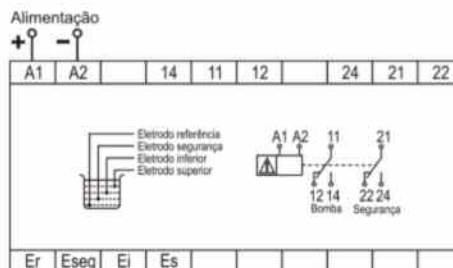 Alimentação
+ -
A1 A2 14 11 12 24 21 22
Eletrodo referência
Eletrodo segurança
Eletrodo inferior
Eletrodo superior
A1 A2 11 21
12 14 22 24
Bomba Segurança
Er Eseg Ei Es